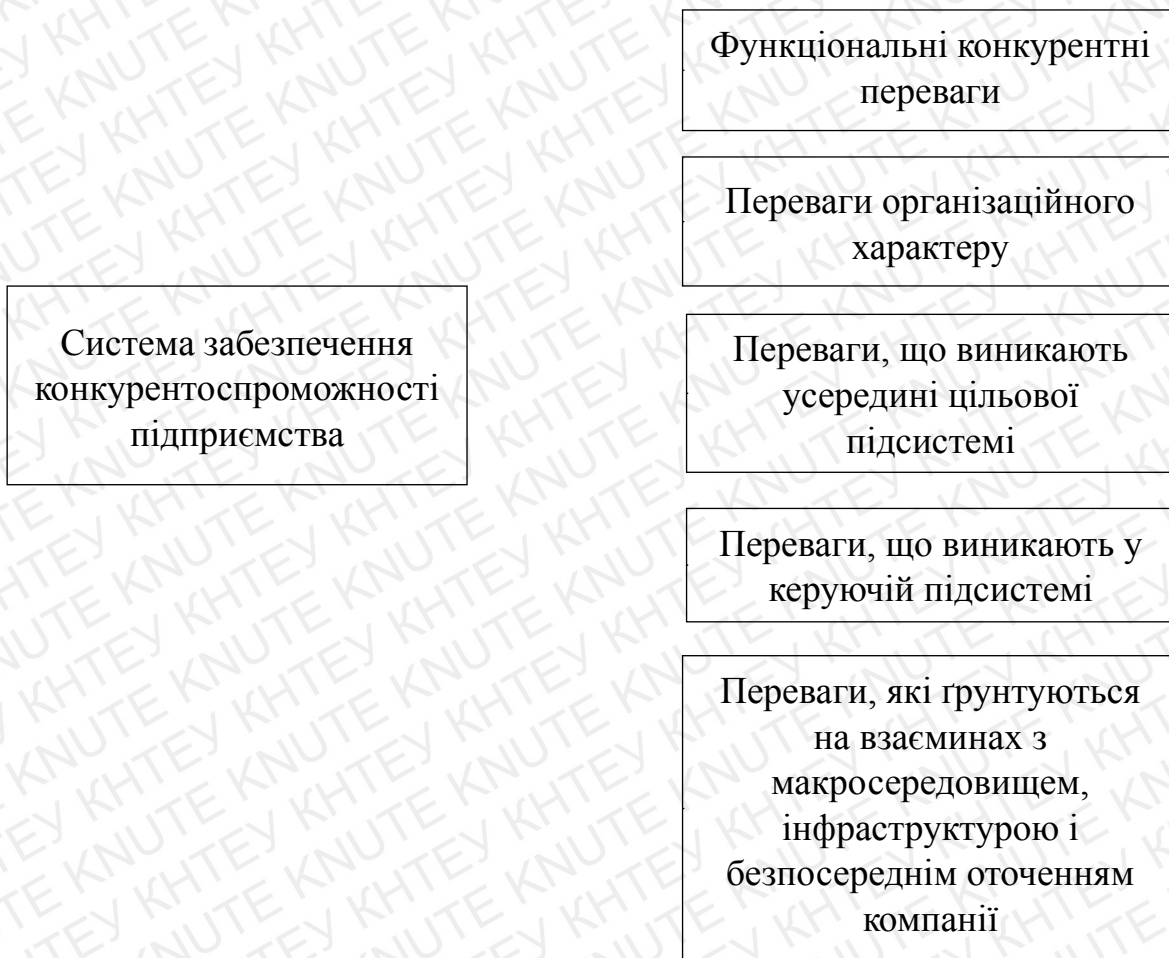 Функціональні конкурентні
переваги
Переваги організаційного
характеру
Система забезпечення
конкурентоспроможності
підприємства
Переваги, що виникають
усередині цільової
підсистемі
Переваги, що виникають у
керуючій підсистемі
Переваги, які ґрунтуються
на взаєминах з
макросередовищем,
інфраструктурою і
безпосереднім оточенням
компанії